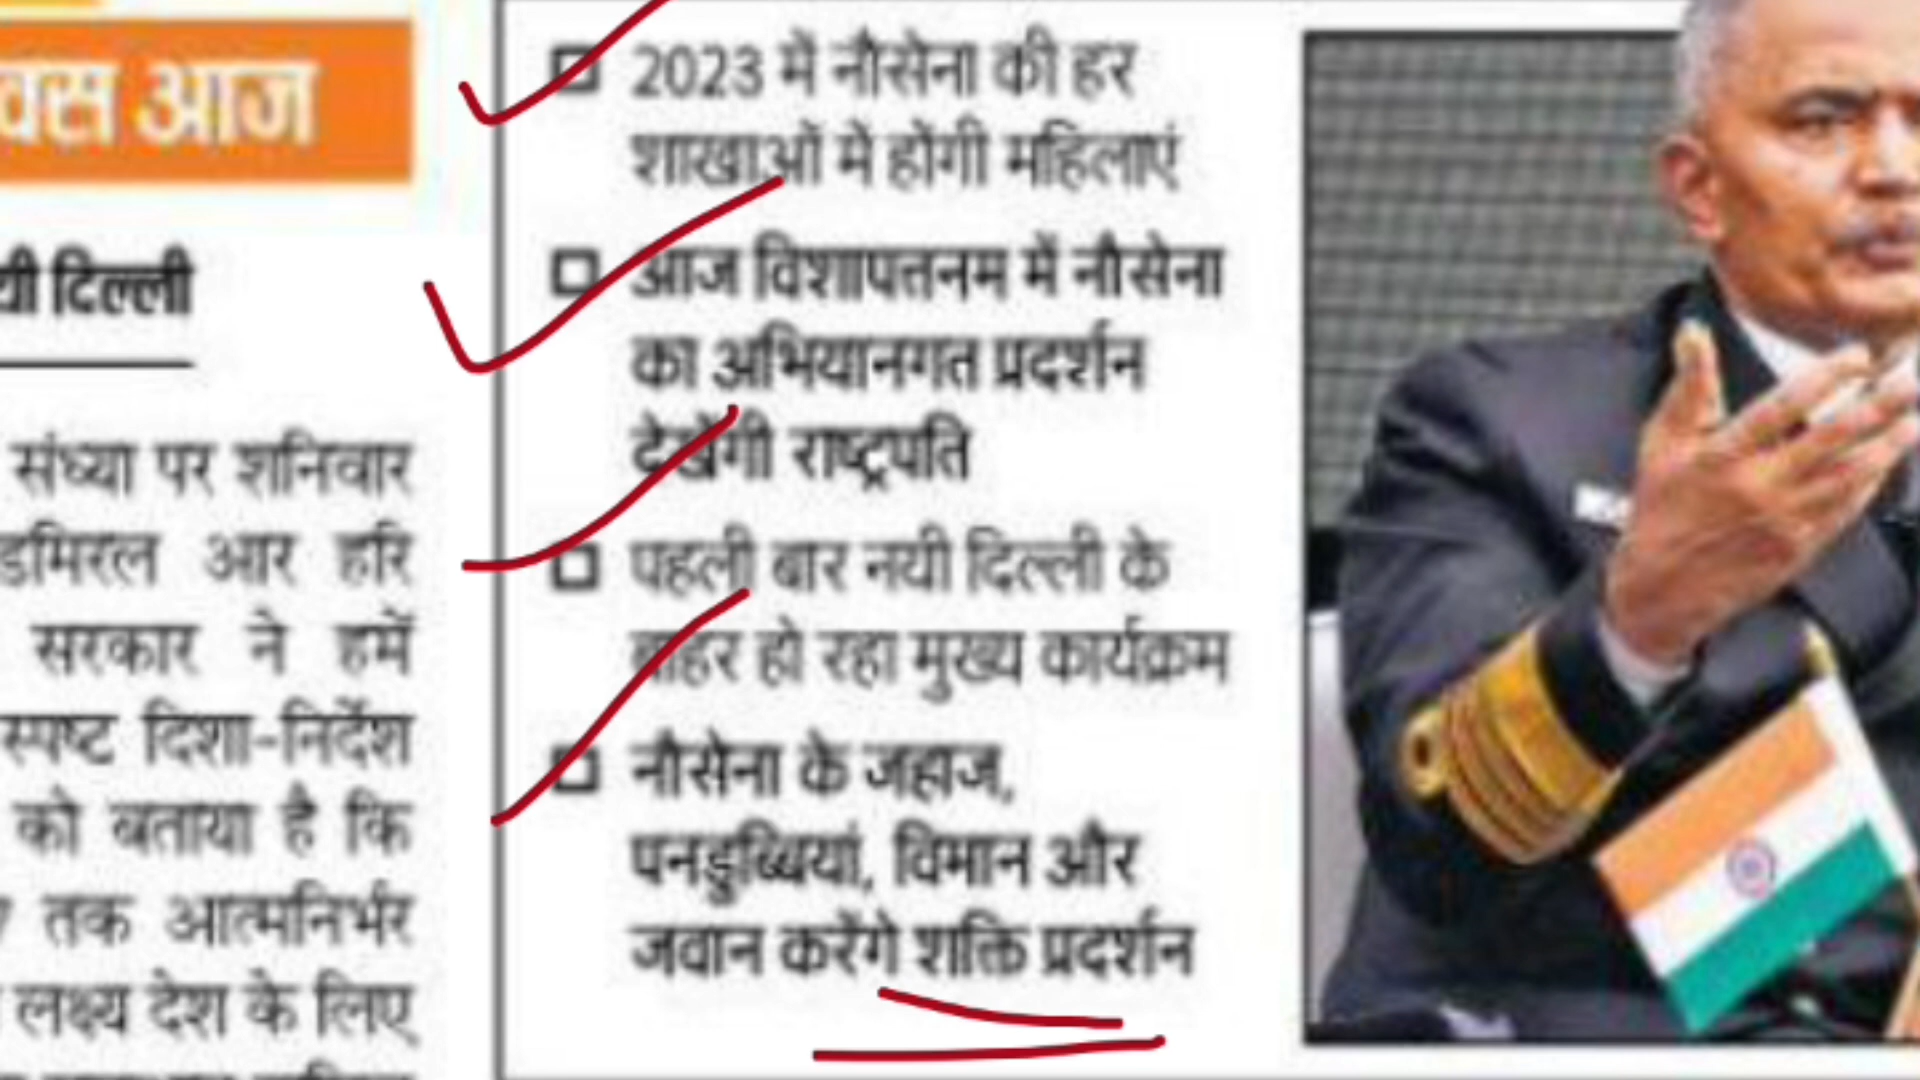 वस आज
यी दिल्ली
संध्या पर शनिवार
डमिरल आर हरि
सरकार ने हमें
स्पष्ट दिशा-निर्देश
को बताया है कि
तक आत्मनिर्भर
लक्ष्य देश के लिए
2023 में नौसेना की हर
शाखाओं में होंगी महिलाएं
आज विशापतनम में नौसेना
का अभियानगत प्रदर्शन
देखेंगी राष्ट्रपति
पहली बार नयी दिल्ली के
बाहर हो रहा मुख्य कार्यक्रम
नौसेना के जहाज,
पनडुब्बियां, विमान और
जवान करेंगे शक्ति प्रदर्शन